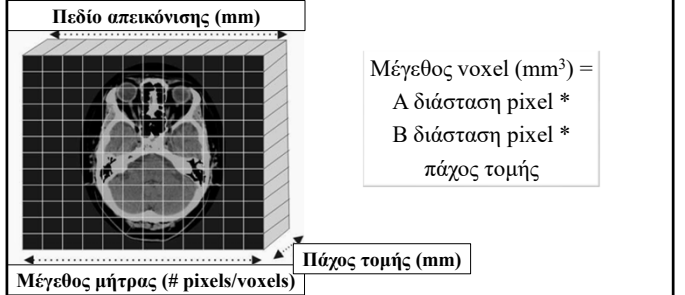 Πεδίο απεικόνισης (mm)
Μέγεθος voxel (mm³) =
Α διάσταση pixel *
Β διάσταση pixel *
πάχος τομής
Πάχος τομής (mm)
Μέγεθος μήτρας (# pixels/voxels)